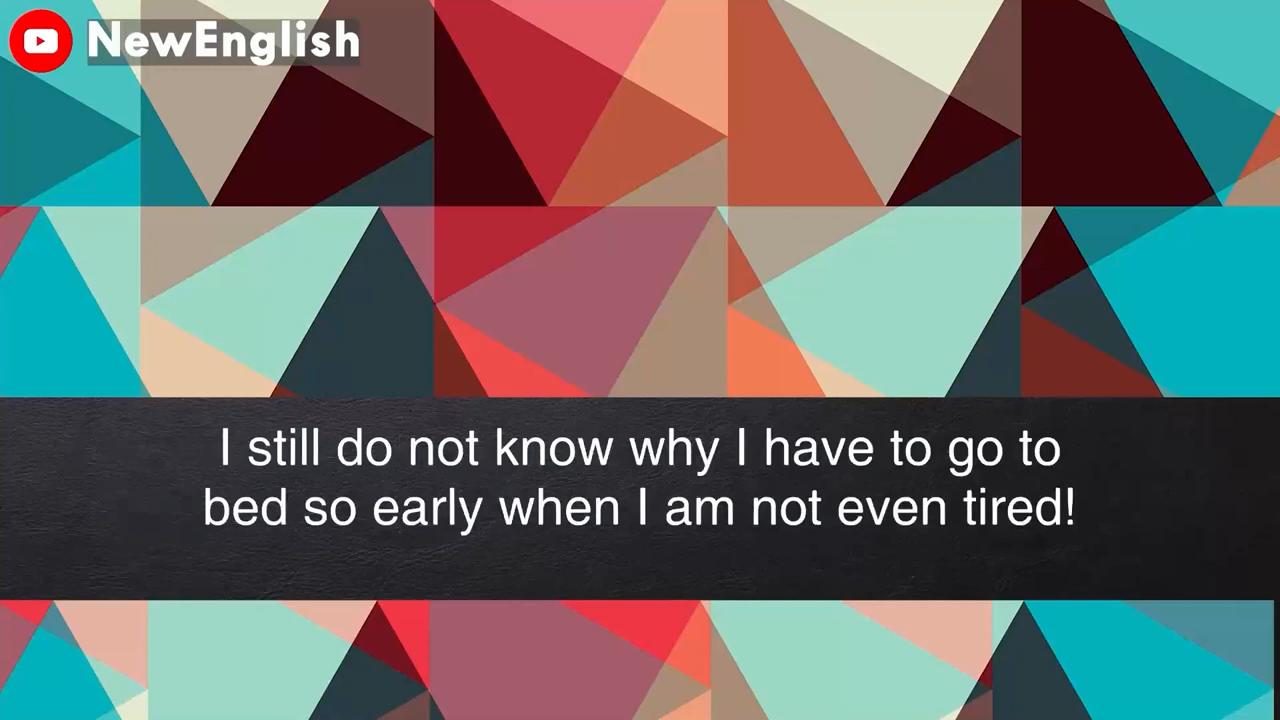 NewEnglish
I still do not know why I have to go to
bed so early when I am not even tired!